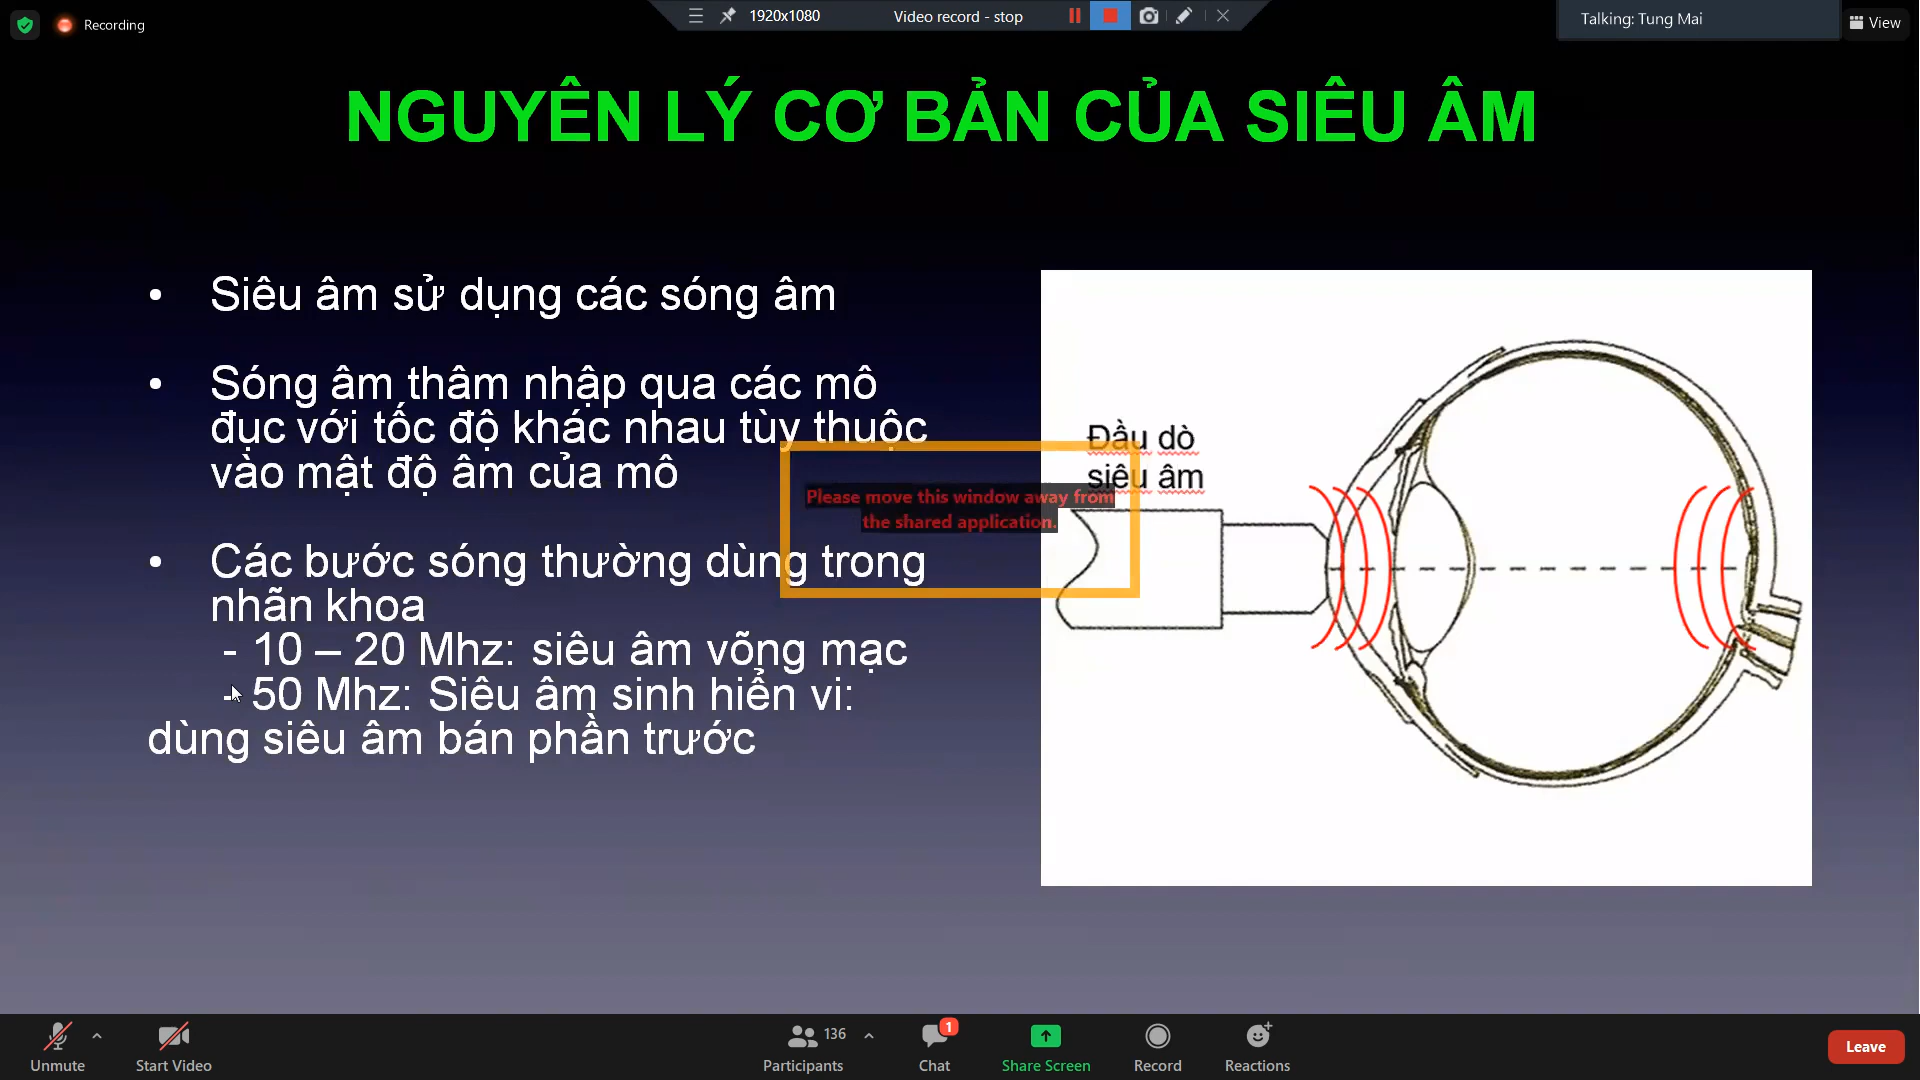 Recording
1920x1080
Video record - stop
Talking: Tung Mai
View
NGUYÊN LÝ CƠ BẢN CỦA SIÊU ÂM
• Siêu âm sử dụng các sóng âm
• Sóng âm thâm nhập qua các mô
đục với tốc độ khác nhau tùy thuộc
vào mật độ âm của mô
• Các bước sóng thường dùng trong
nhãn khoa
- 10 – 20 Mhz: siêu âm võng mạc
- 50 Mhz: Siêu âm sinh hiển vi:
dùng siêu âm bán phần trước
Đầu dò
siêu âm
Please move this window away from
the shared application.
Unmute
Start Video
136
Participants
1
Chat
Share Screen
Record
Reactions
Leave